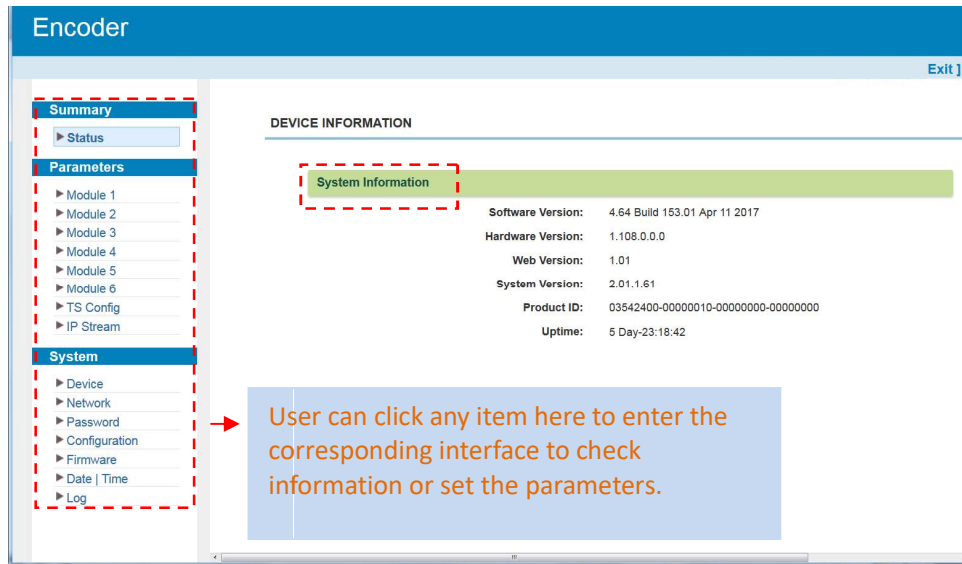 Encoder
Exit ]
Summary
Status
Parameters
Module 1
Module 2
Module 3
Module 4
Module 5
Module 6
TS Config
IP Stream
System
Device
Network
Password
Configuration
Firmware
Date | Time
Log
DEVICE INFORMATION
System Information
Software Version: 4.64 Build 153.01 Apr 11 2017
Hardware Version: 1.108.0.0.0
Web Version: 1.01
System Version: 2.01.1.61
Product ID: 03542400-00000010-00000000-00000000
Uptime: 5 Day-23:18:42
User can click any item here to enter the
corresponding interface to check
information or set the parameters.